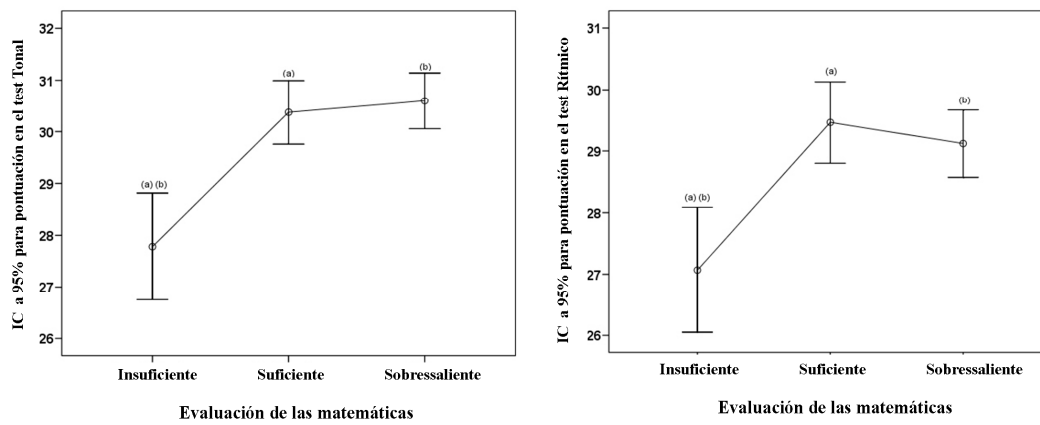 IC a 95% para pontuación en el test Tonal
32
31
30
29
28
27
26
(a) (b)
(a)
(b)
Insuficiente Suficiente Sobressaliente
Evaluación de las matemáticas
IC a 95% para pontuación en el test Rítmico
31
30
29
28
27
26
(a) (b)
(a)
(b)
Insuficiente Suficiente Sobressaliente
Evaluación de las matemáticas